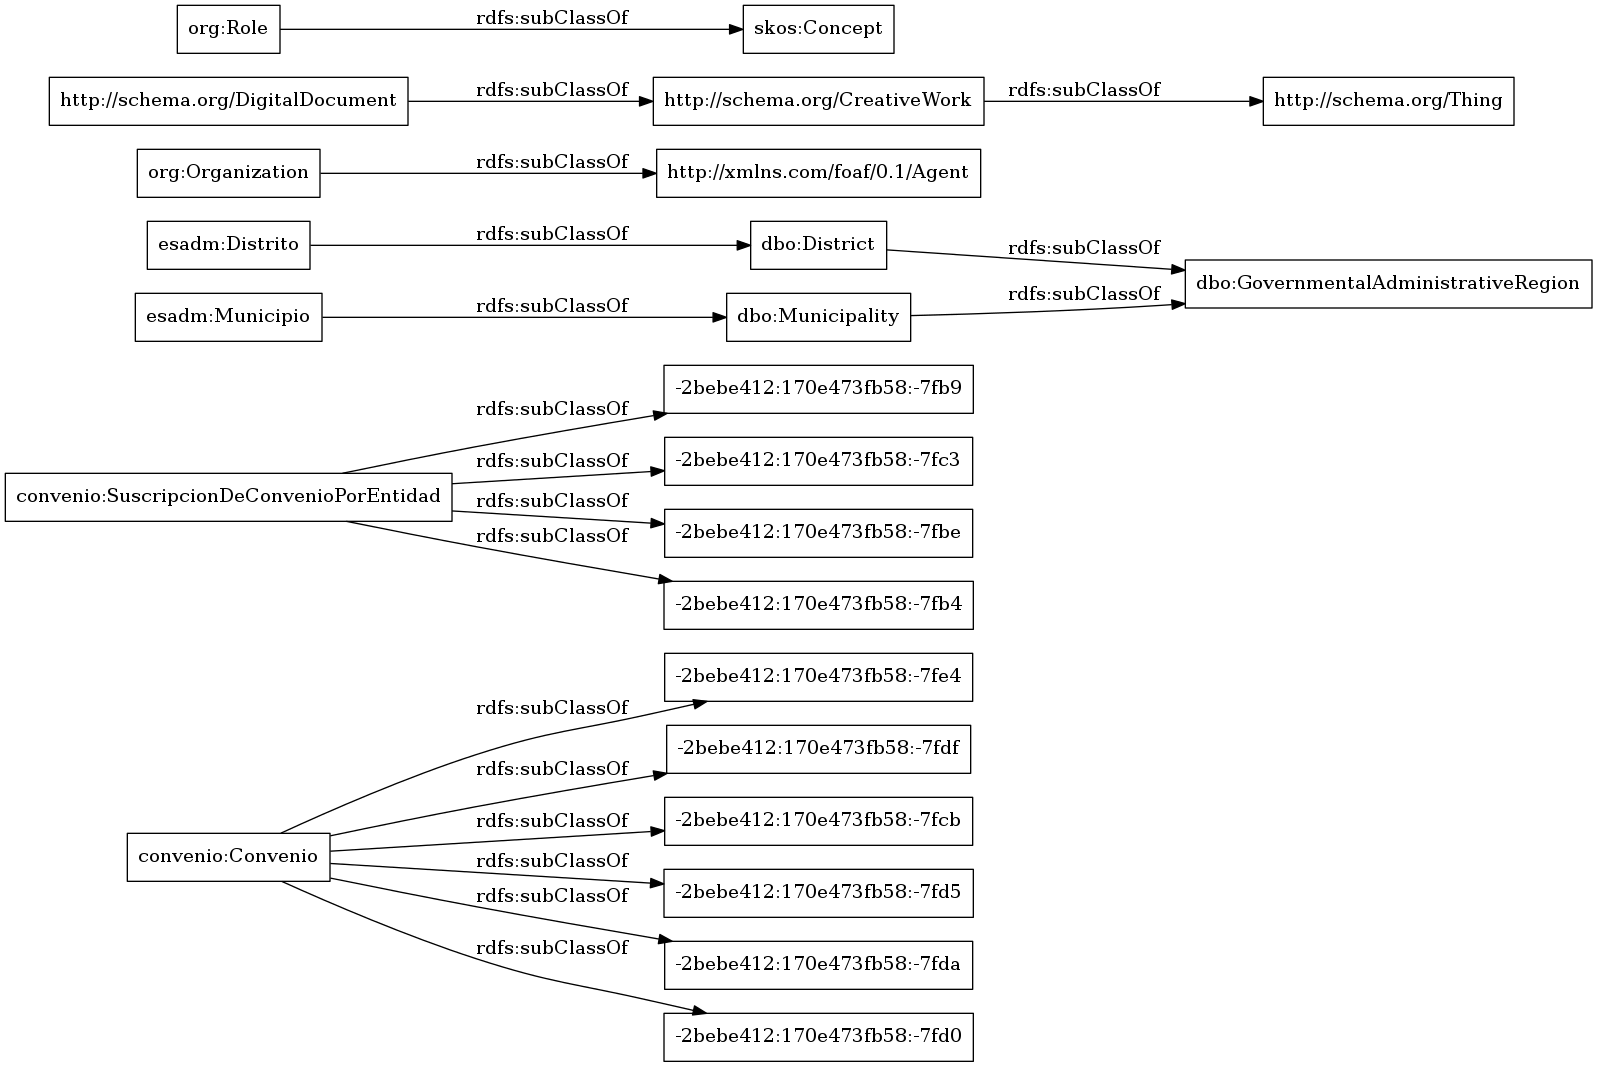 org:Role
rdfs:subClassOf
skos:Concept
http://schema.org/DigitalDocument
rdfs:subClassOf
http://schema.org/CreativeWork
rdfs:subClassOf
http://schema.org/Thing
org:Organization
rdfs:subClassOf
http://xmlns.com/foaf/0.1/Agent
esadm:Distrito
rdfs:subClassOf
dbo:District
rdfs:subClassOf
dbo:GovernmentalAdministrativeRegion
esadm:Municipio
rdfs:subClassOf
dbo:Municipality
rdfs:subClassOf
convenio:SuscripcionDeConvenioPorEntidad
rdfs:subClassOf
-2bebe412:170e473fb58:-7fb9
rdfs:subClassOf
-2bebe412:170e473fb58:-7fc3
rdfs:subClassOf
-2bebe412:170e473fb58:-7fbe
rdfs:subClassOf
-2bebe412:170e473fb58:-7fb4
convenio:Convenio
rdfs:subClassOf
-2bebe412:170e473fb58:-7fe4
rdfs:subClassOf
-2bebe412:170e473fb58:-7fdf
rdfs:subClassOf
-2bebe412:170e473fb58:-7fcb
rdfs:subClassOf
-2bebe412:170e473fb58:-7fd5
rdfs:subClassOf
-2bebe412:170e473fb58:-7fda
rdfs:subClassOf
-2bebe412:170e473fb58:-7fd0